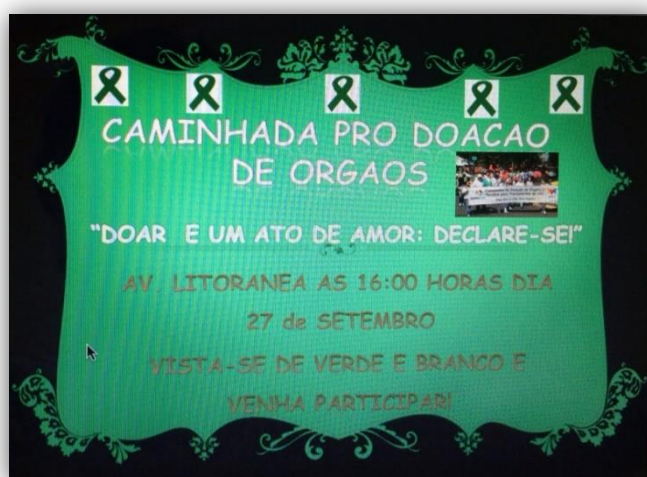 CAMINHADA PRO DOACAO
DE ORGAOS
"DOAR E UM ATO DE AMOR: DECLARE-SE!"
AV. LITORANEA AS 16:00 HORAS DIA
27 de SETEMBRO
VISTA-SE DE VERDE E BRANCO E
VENHA PARTICIPAR!